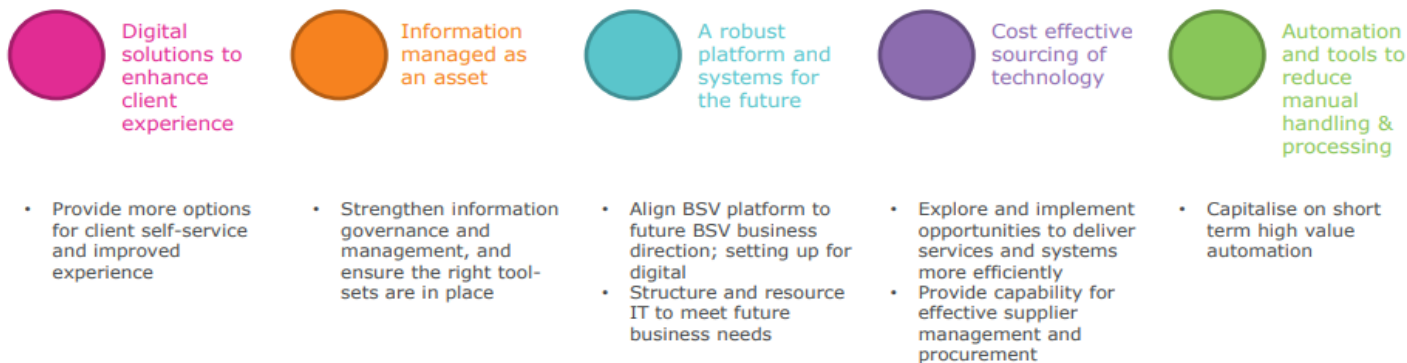 Digital
solutions to
enhance
client
experience
Information
managed as
an asset
A robust
platform and
systems for
the future
Cost effective
sourcing of
technology
Automation
and tools to
reduce
manual
handling &
processing
• Provide more options
for client self-service
and improved
experience
• Strengthen information
governance and
management, and
ensure the right tool-
sets are in place
• Align BSV platform to
future BSV business
direction; setting up for
digital
• Structure and resource
IT to meet future
business needs
• Explore and implement
opportunities to deliver
services and systems
more efficiently
• Provide capability for
effective supplier
management and
procurement
• Capitalise on short
term high value
automation